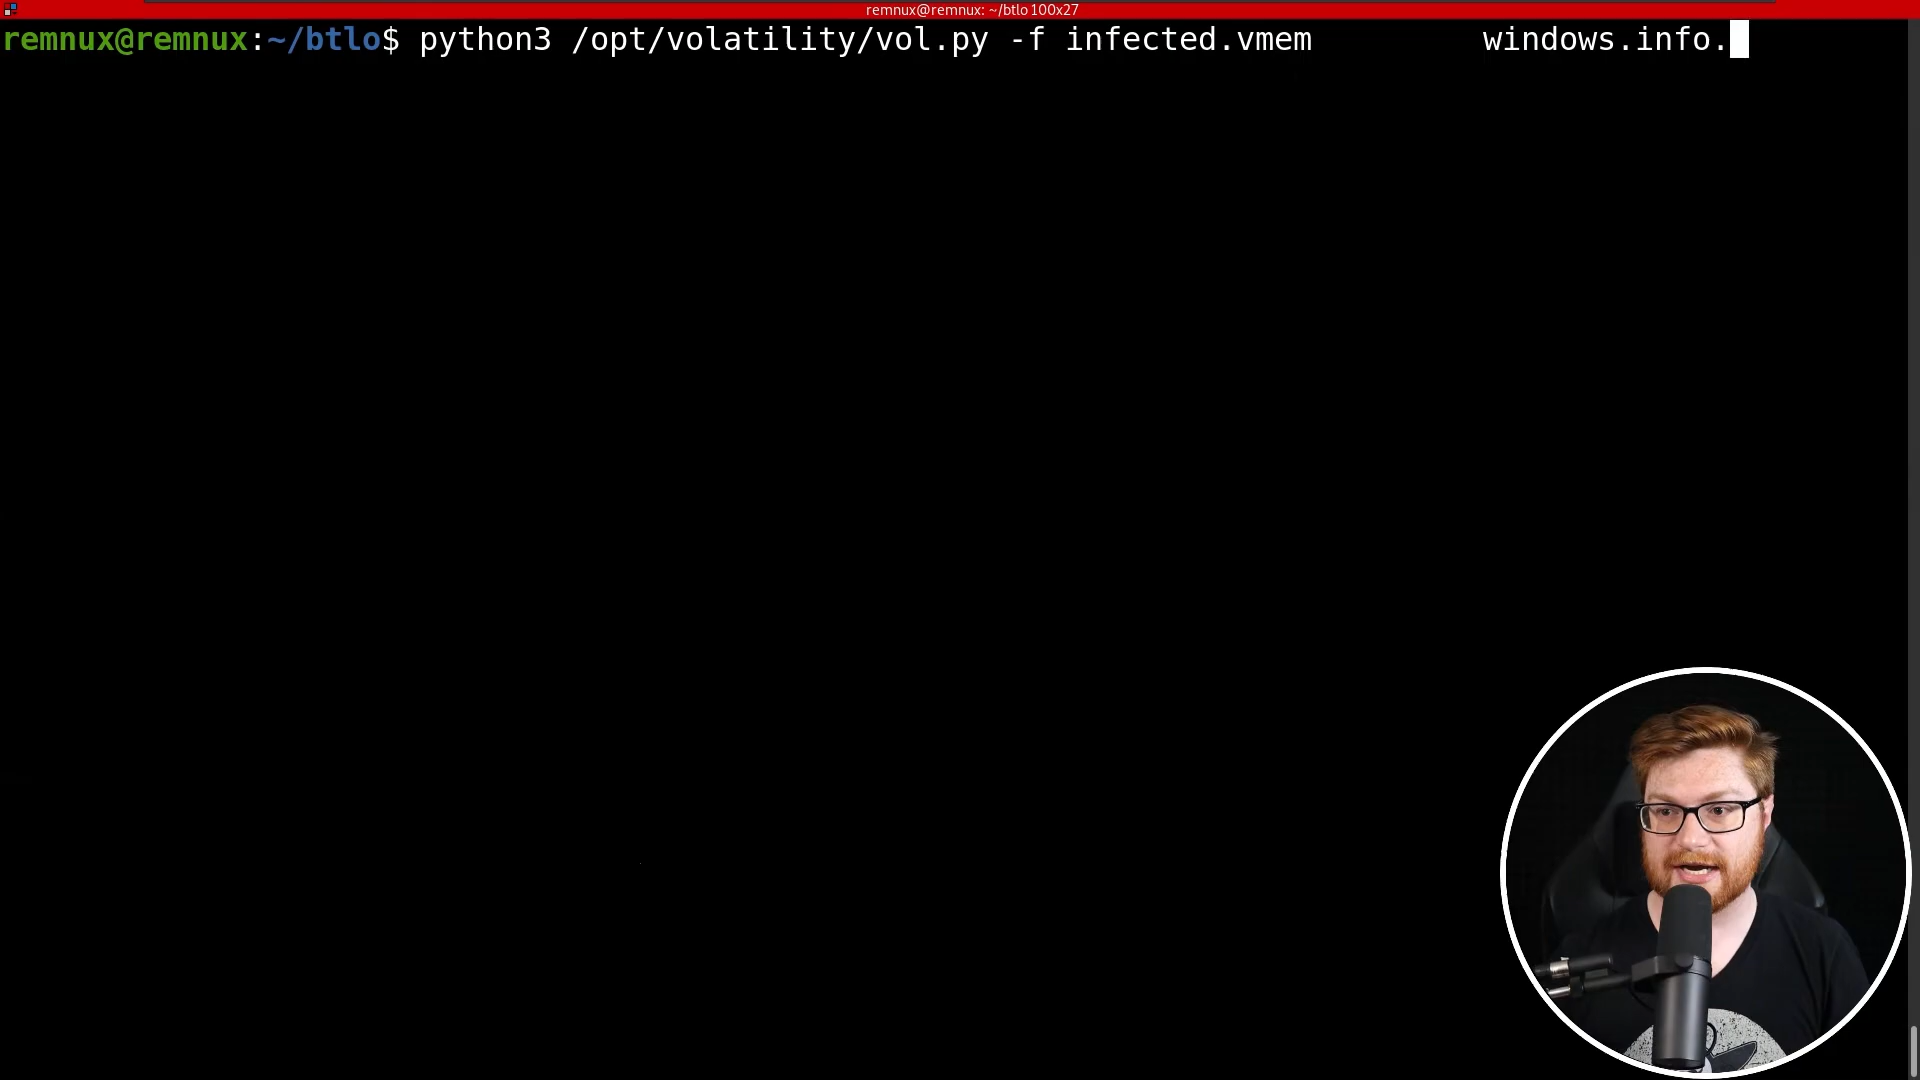 remnux@remnux: ~/btlo 100x27
remnux@remnux:~/btlo$ python3 /opt/volatility/vol.py -f infected.vmem         windows.info.